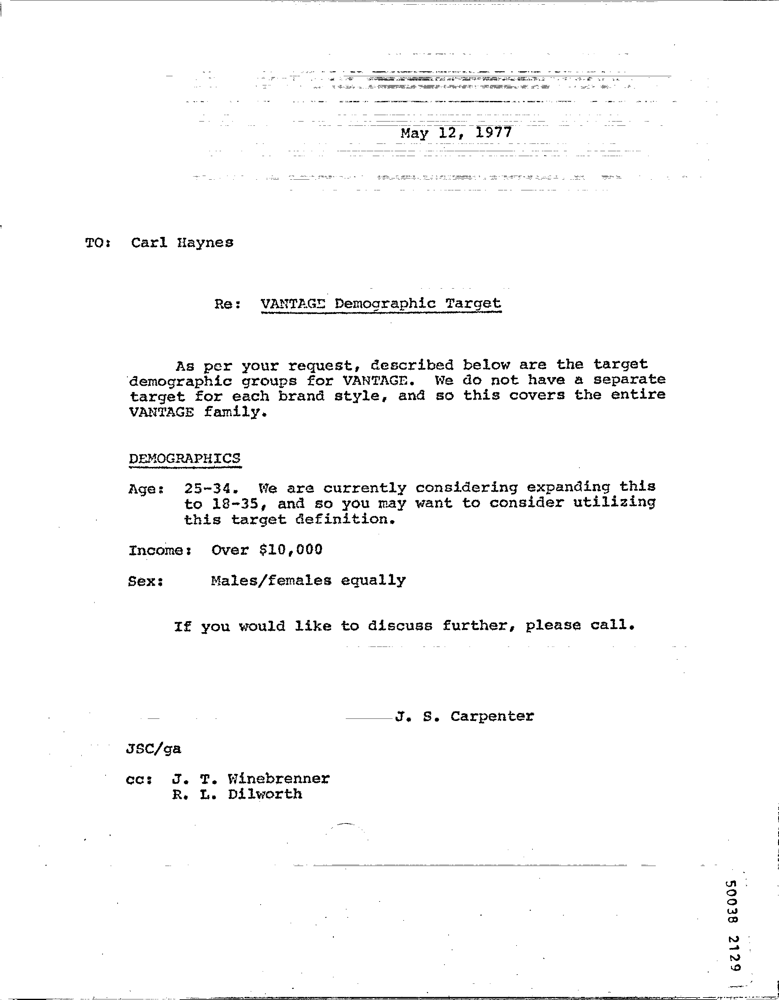 May 12, 1977
TO: Carl Haynes
Re: VANTAGE Demographic Target
As per your request, described below are the target
demographic groups for VANTAGE. We do not have a separate
target for each brand style, and so this covers the entire
VANTAGE family.
DEMOGRAPHICS
Age: 25-34. We are currently considering expanding this
to 18-35, and so you may want to consider utilizing
this target definition.
Income: Over $10,000
Sex: Males/females equally
If you would like to discuss further, please call.
J. S. Carpenter
JSC/ga
cc: J. T. Winebrenner
R. L. Dilworth
50038 2129